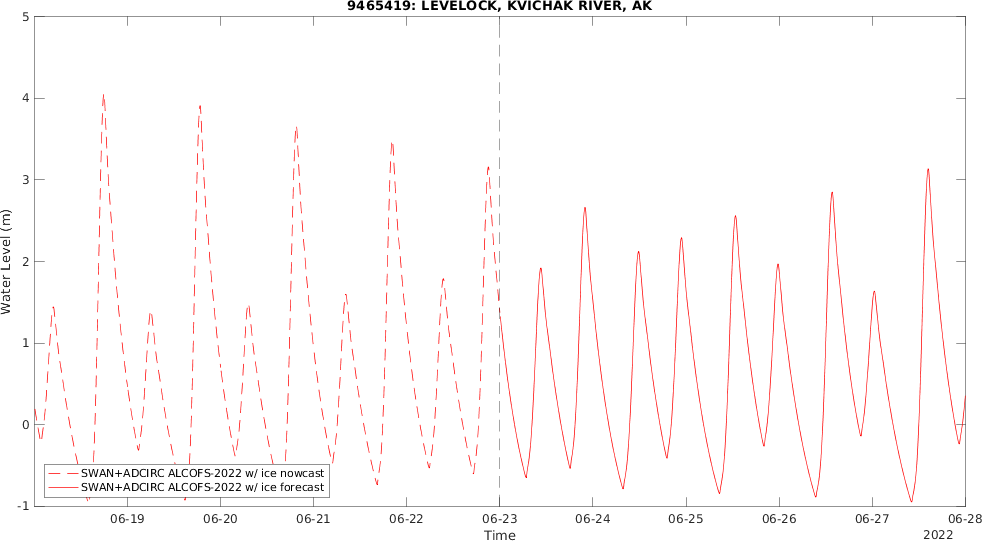 9465419: LEVELOCK, KVICHAK RIVER, AK
5
4
3
2
1
0
-1
Water Level (m)
SWAN+ADCIRC ALCOFS-2022 w/ ice nowcast
SWAN+ADCIRC ALCOFS-2022 w/ ice forecast
06-19 06-20 06-21 06-22 06-23 06-24 06-25 06-26 06-27 06-28
Time
2022